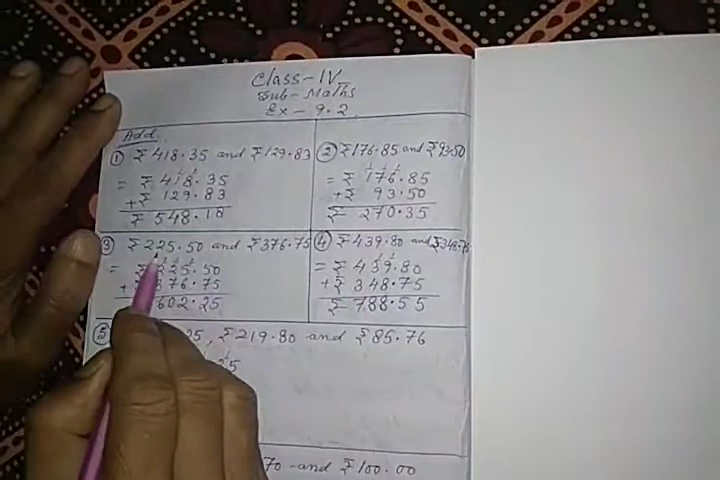 Class-IV
Sub- Maths
Ex - 9.2
Add.
① ₹418.35 and ₹129.83
= ₹ 418.35
+₹ 129.83
₹ 548.18
② ₹176.85 and ₹93.50
= ₹ 176.85
+₹ 93.50
₹ 270.35
③ ₹225.50 and ₹376.75
= 225.50
+ 376.75
602.25
④ ₹439.80 and ₹348.75
= ₹ 439.80
+ ₹ 348.75
₹ 788.55
⑤ 25, ₹219.80 and ₹85.76
70 and ₹100.00